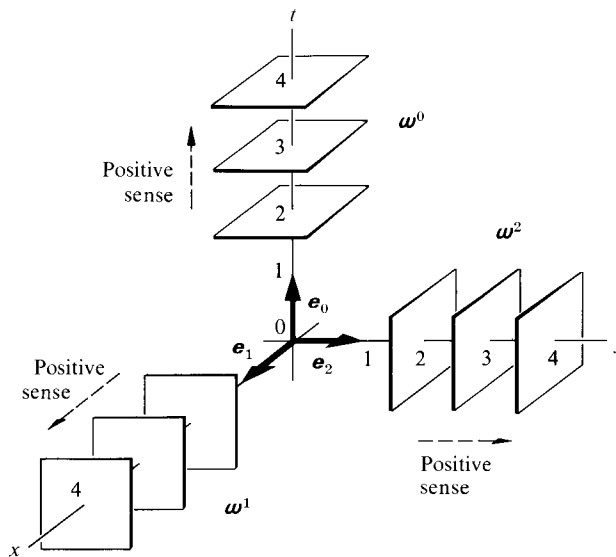 t
4
ω⁰
3
Positive
sense
2
ω²
1
e₀
0
e₁
e₂
1 2 3 4
Positive
sense
Positive
sense
4
ω¹
x